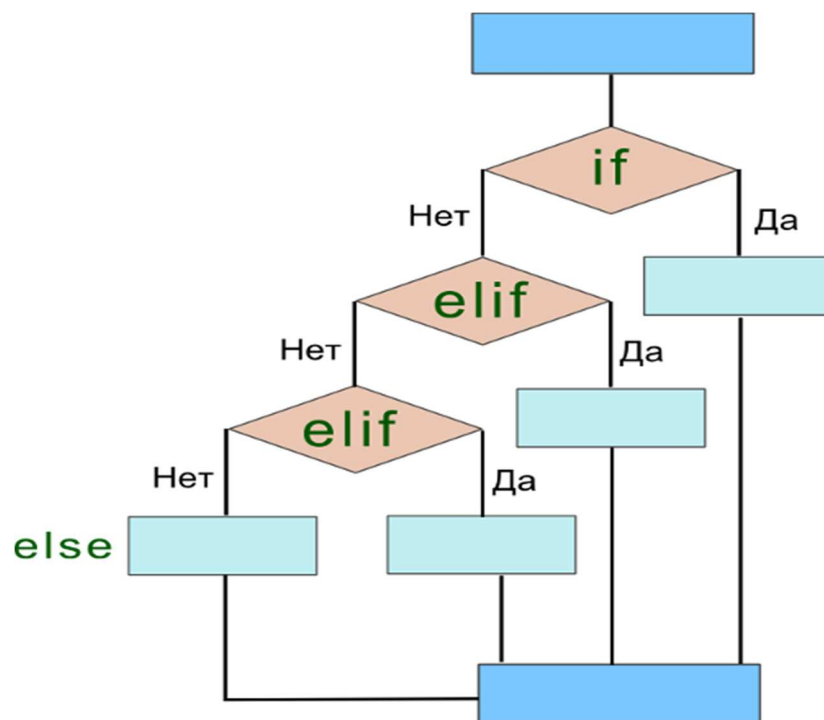 if
Нет
Да
elif
Нет
Да
elif
Нет
Да
else